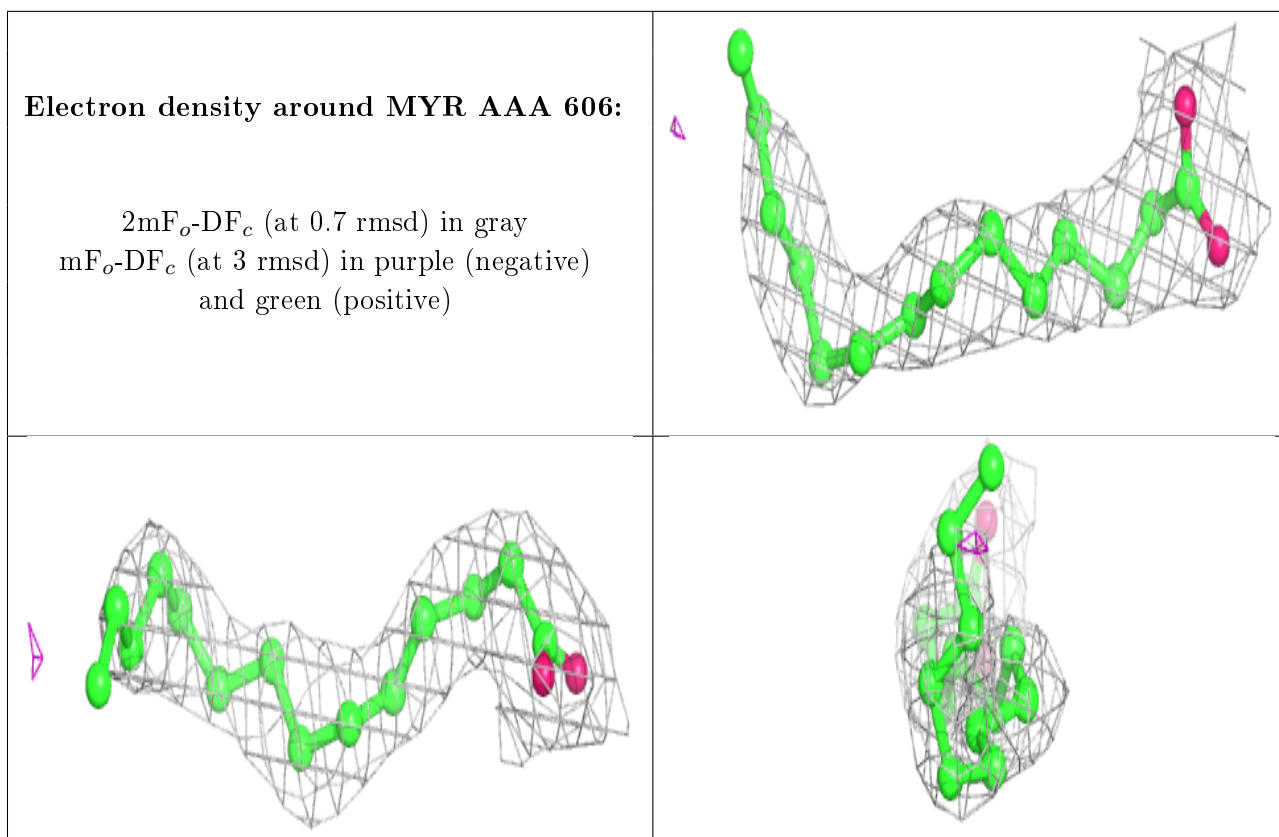 Electron density around MYR AAA 606:
2mFo-DFc (at 0.7 rmsd) in gray
mFo-DFc (at 3 rmsd) in purple (negative)
and green (positive)